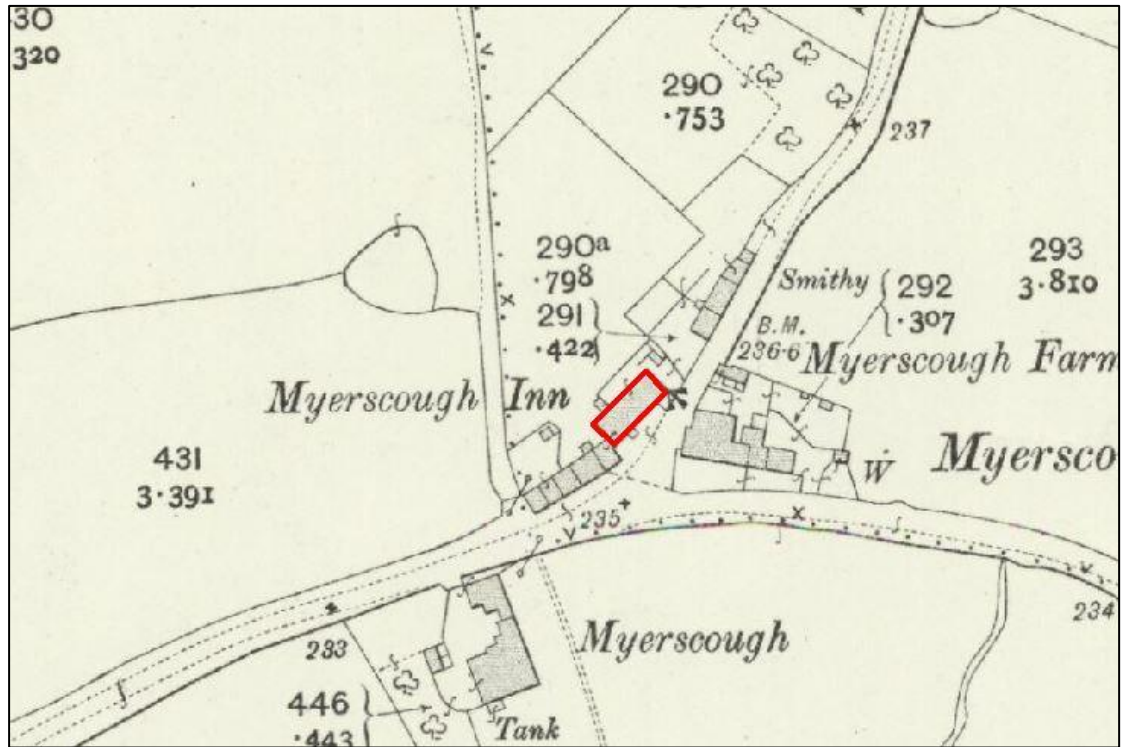 30
320
290
·753
237
290a
·798
291
·422
Smithy
292
·307
293
3·810
B.M.
236·6
Myerscough Farm
Myerscough Inn
431
3·391
W
Myersco
235
234
233
Myerscough
446
·443
Tank